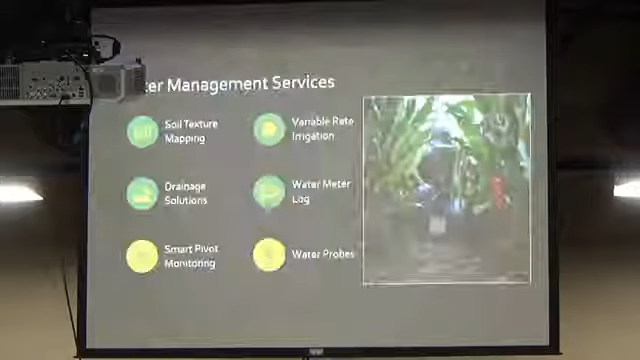 ter Management Services
Soil Texture
Mapping
Variable Rate
Irrigation
Drainage
Solutions
Water Meter
Log
Smart Pivot
Monitoring
Water Probes